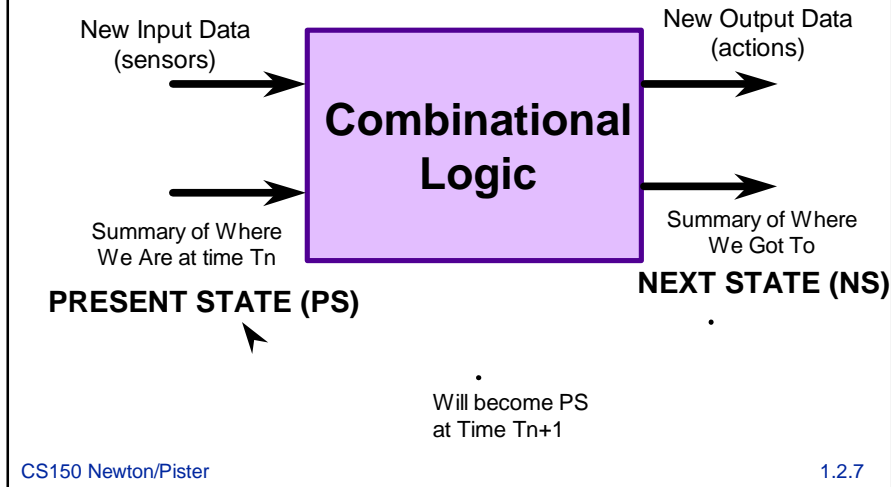 New Input Data
(sensors)
New Output Data
(actions)
Combinational
Logic
Summary of Where
We Are at time Tn
PRESENT STATE (PS)
Summary of Where
We Got To
NEXT STATE (NS)
Will become PS
at Time Tn+1
CS150 Newton/Pister
1.2.7